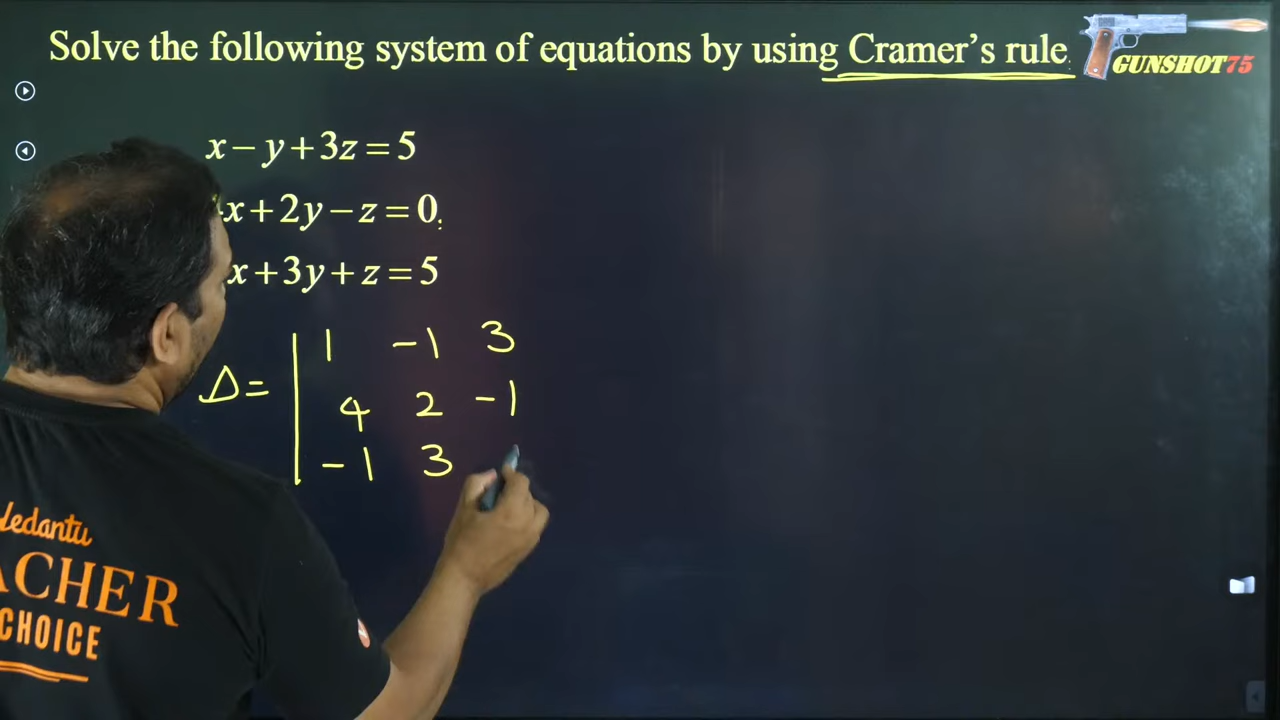 Solve the following system of equations by using Cramer's rule.
GUNSHOT75
x − y + 3z = 5
x + 2y − z = 0
x + 3y + z = 5
1 −1 3
Δ = 4 2 −1
−1 3
Vedantu
ACHER
CHOICE